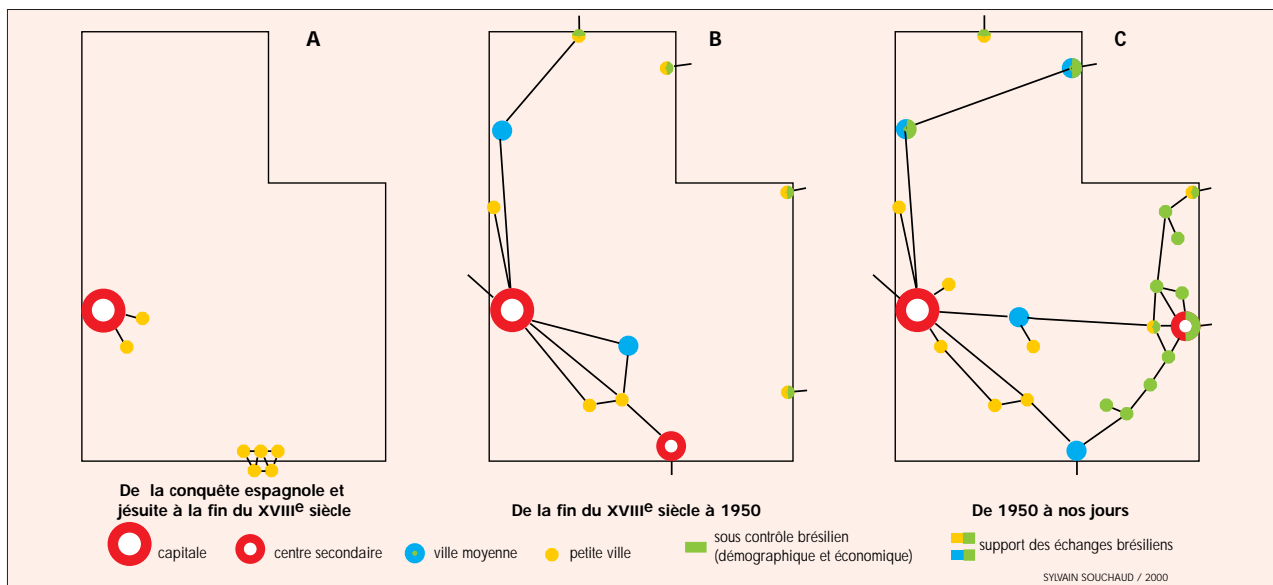 A
B
C
De la conquête espagnole et
jésuite à la fin du XVIIIe siècle
De la fin du XVIIIe siècle à 1950
De 1950 à nos jours
capitale
centre secondaire
ville moyenne
petite ville
sous contrôle brésilien
(démographique et économique)
support des échanges brésiliens
SYLVAIN SOUCHAUD / 2000